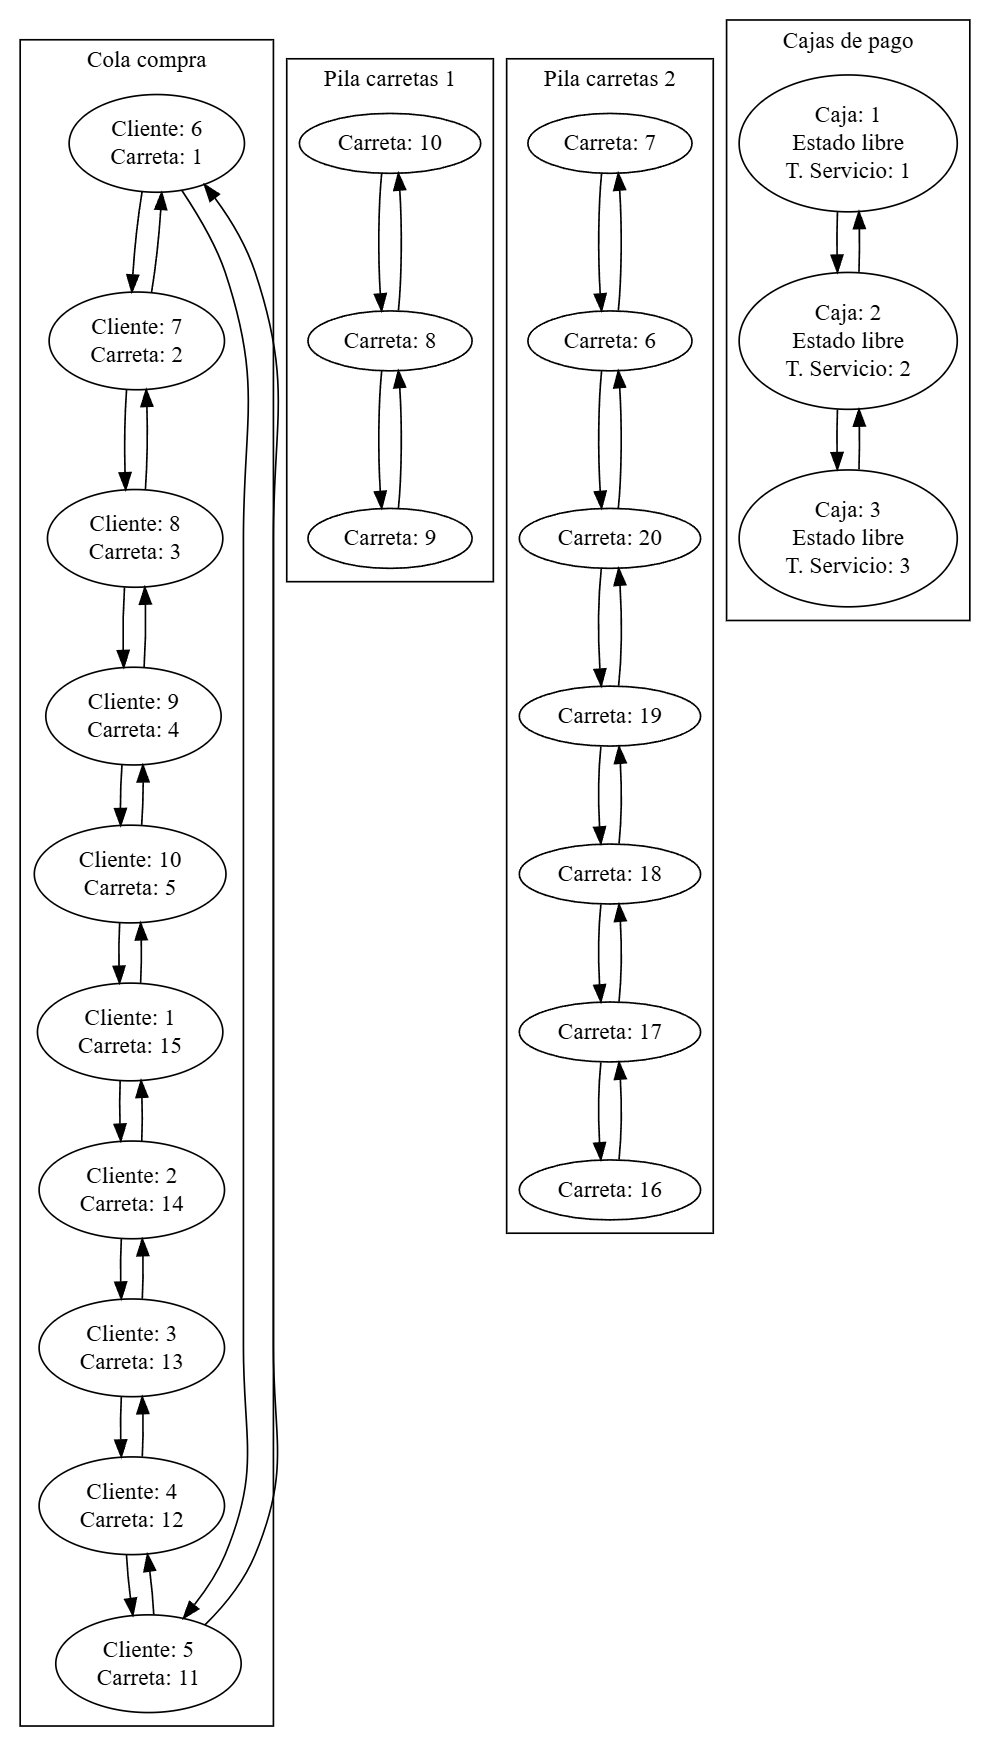 Cola compra
Cliente: 6
Carreta: 1
Cliente: 7
Carreta: 2
Cliente: 8
Carreta: 3
Cliente: 9
Carreta: 4
Cliente: 10
Carreta: 5
Cliente: 1
Carreta: 15
Cliente: 2
Carreta: 14
Cliente: 3
Carreta: 13
Cliente: 4
Carreta: 12
Cliente: 5
Carreta: 11
Pila carretas 1
Carreta: 10
Carreta: 8
Carreta: 9
Pila carretas 2
Carreta: 7
Carreta: 6
Carreta: 20
Carreta: 19
Carreta: 18
Carreta: 17
Carreta: 16
Cajas de pago
Caja: 1
Estado libre
T. Servicio: 1
Caja: 2
Estado libre
T. Servicio: 2
Caja: 3
Estado libre
T. Servicio: 3